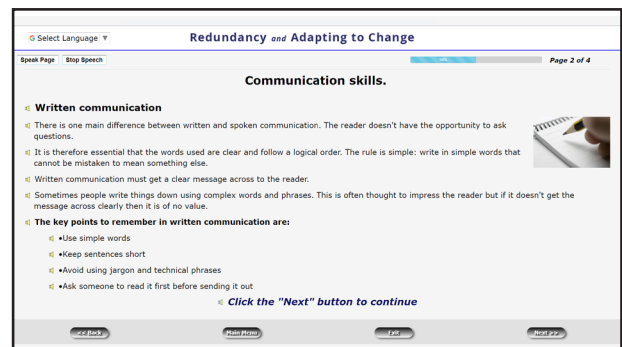 G Select Language ▼
Redundancy and Adapting to Change
Speak Page Stop Speech
Page 2 of 4
Communication skills.
Written communication
There is one main difference between written and spoken communication. The reader doesn't have the opportunity to ask
questions.
It is therefore essential that the words used are clear and follow a logical order. The rule is simple: write in simple words that
cannot be mistaken to mean something else.
Written communication must get a clear message across to the reader.
Sometimes people write things down using complex words and phrases. This is often thought to impress the reader but if it doesn't get the
message across clearly then it is of no value.
The key points to remember in written communication are:
•Use simple words
•Keep sentences short
•Avoid using jargon and technical phrases
•Ask someone to read it first before sending it out
Click the "Next" button to continue
<< Back Main Menu Exit Next >>